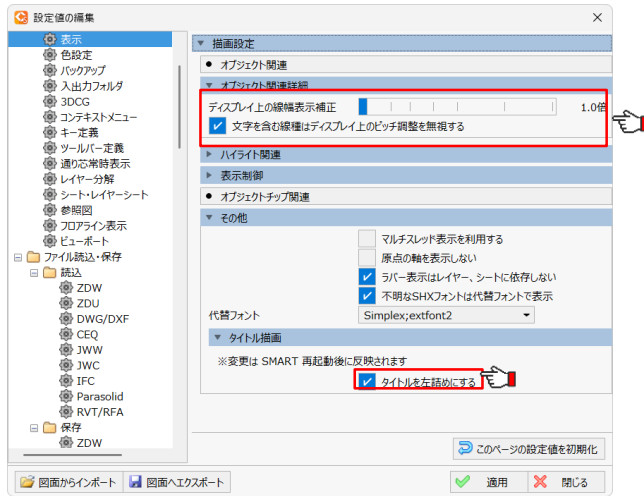 設定値の編集
表示
色設定
バックアップ
入出力フォルダ
3DCG
コンテキストメニュー
キー定義
ツールバー定義
通り芯常時表示
レイヤー分解
シート・レイヤーシート
参照図
フロアライン表示
ビューポート
ファイル読込・保存
読込
ZDW
ZDU
DWG/DXF
CEQ
JWW
JWC
IFC
Parasolid
RVT/RFA
保存
ZDW
描画設定
オブジェクト関連
オブジェクト関連詳細
ディスプレイ上の線幅表示補正 1.0倍
文字を含む線種はディスプレイ上のピッチ調整を無視する
ハイライト関連
表示制御
オブジェクトチップ関連
その他
マルチスレッド表示を利用する
原点の軸を表示しない
ラバー表示はレイヤー、シートに依存しない
不明なSHXフォントは代替フォントで表示
代替フォント Simplex;extfont2
タイトル描画
※変更は SMART 再起動後に反映されます
タイトルを左詰めにする
このページの設定値を初期化
図面からインポート 図面へエクスポート 適用 閉じる